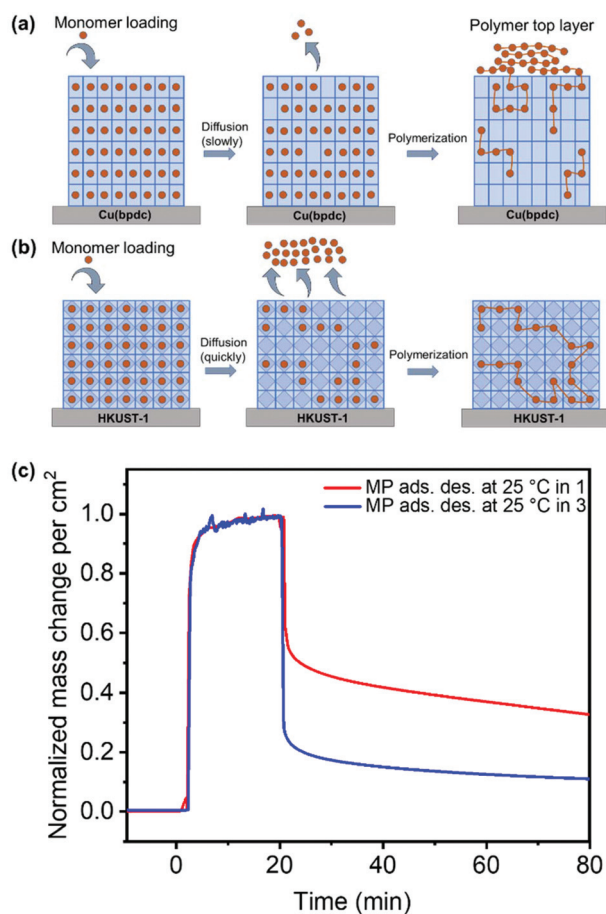 (a)
Monomer loading
Polymer top layer
Diffusion
(slowly)
Polymerization
Cu(bpdc)
Cu(bpdc)
Cu(bpdc)
(b)
Monomer loading
Diffusion
(quickly)
Polymerization
HKUST-1
HKUST-1
HKUST-1
(c)
MP ads. des. at 25 °C in 1
MP ads. des. at 25 °C in 3
Normalized mass change per cm²
1.0
0.8
0.6
0.4
0.2
0.0
0
20
40
60
80
Time (min)